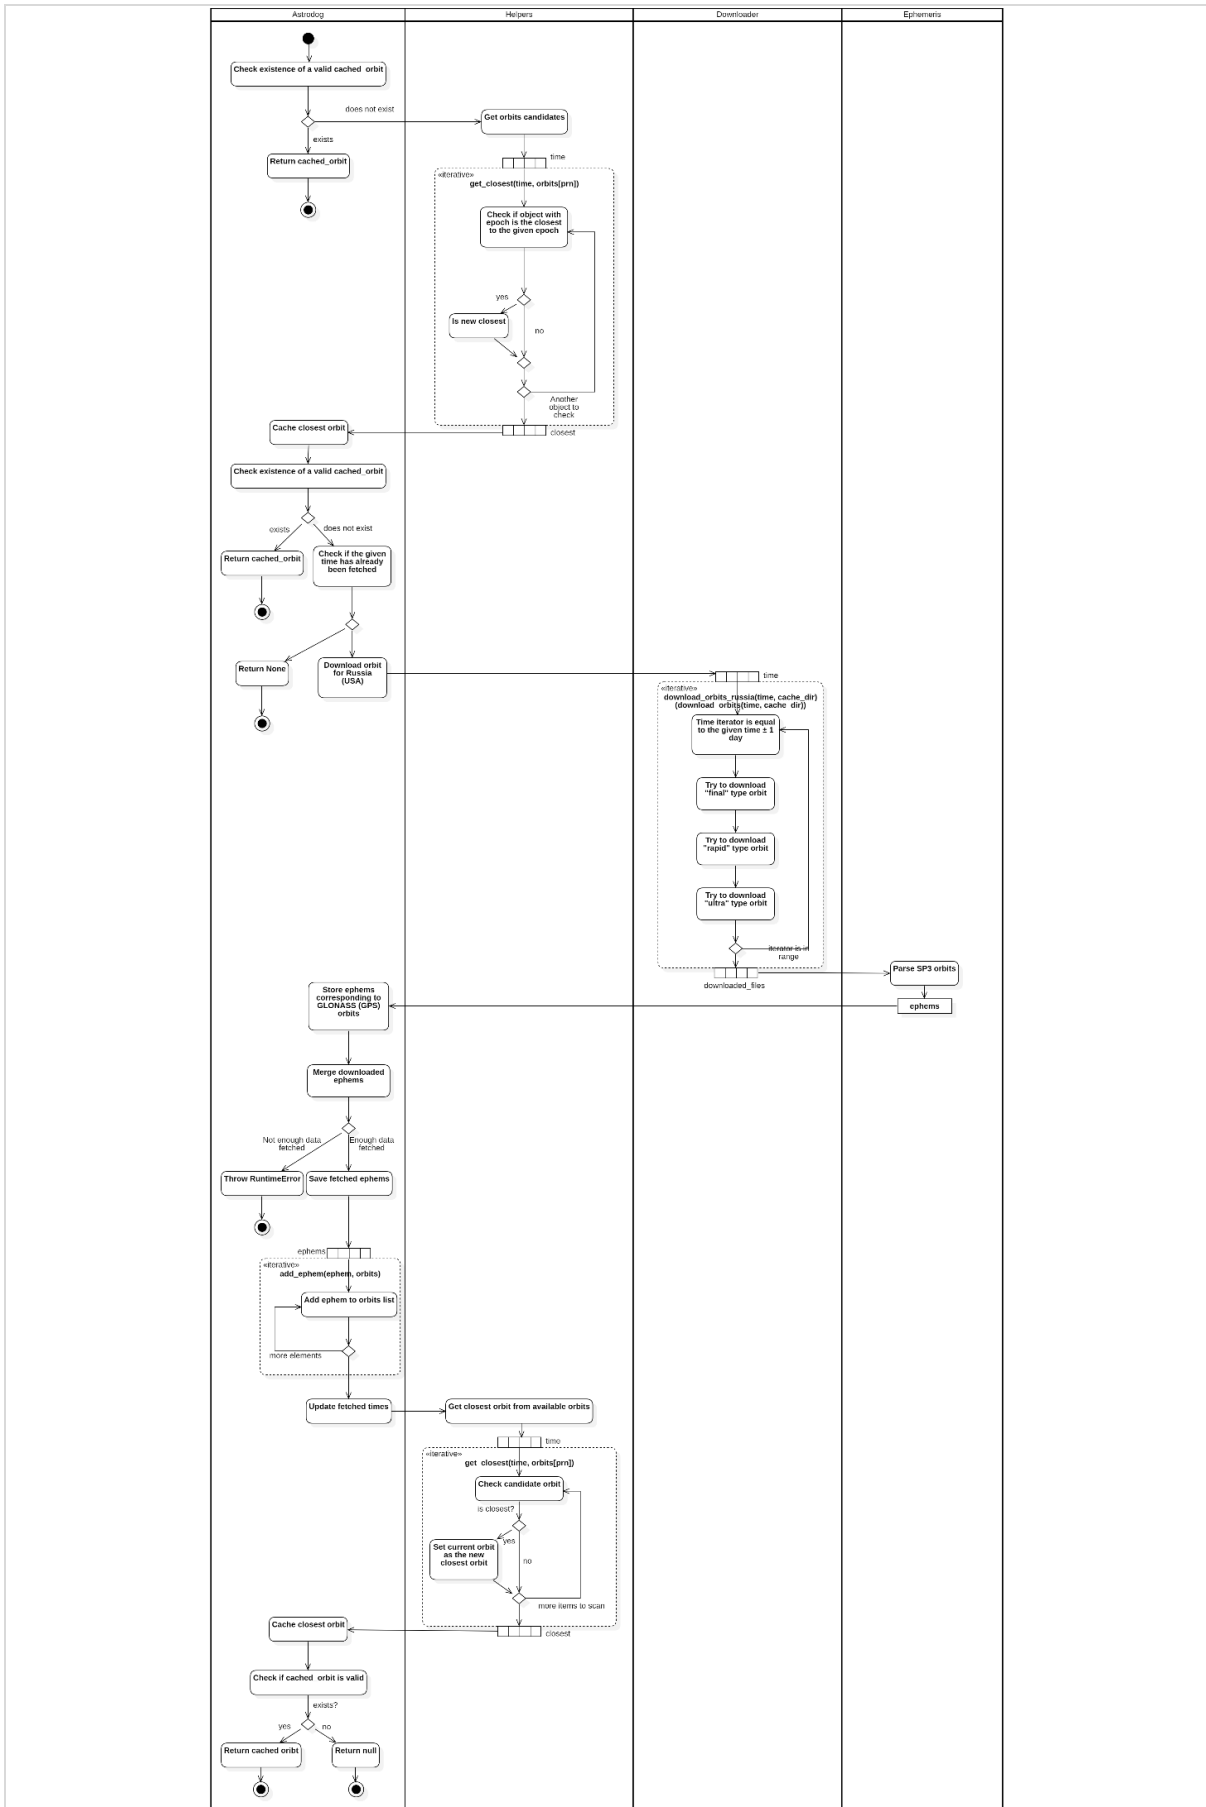 Astrodog
Helpers
Downloader
Ephemeris
Check existence of a valid cached_orbit
does not exist
exists
Get orbits candidates
Return cached_orbit
time
«iterative»
get_closest(time, orbits[prn])
Check if object with
epoch is the closest
to the given epoch
yes
Is new closest
no
Another
object to
check
closest
Cache closest orbit
Check existence of a valid cached_orbit
exists
does not exist
Return cached_orbit
Check if the given
time has already
been fetched
Return None
Download orbit
for Russia
(USA)
time
«iterative»
download_orbits_russia(time, cache_dir)
(download_orbits(time, cache_dir))
Time iterator is equal
to the given time ± 1
day
Try to download
"final" type orbit
Try to download
"rapid" type orbit
Try to download
"ultra" type orbit
iterator is in
range
downloaded_files
Parse SP3 orbits
ephems
Store ephems
corresponding to
GLONASS (GPS)
orbits
Merge downloaded
ephems
Not enough data
fetched
Enough data
fetched
Throw RuntimeError
Save fetched ephems
ephems
«iterative»
add_ephem(ephem, orbits)
Add ephem to orbits list
more elements
Update fetched times
Get closest orbit from available orbits
time
«iterative»
get_closest(time, orbits[prn])
Check candidate orbit
is closest?
yes
Set current orbit
as the new
closest orbit
no
more items to scan
closest
Cache closest orbit
Check if cached_orbit is valid
exists?
yes
no
Return cached oribt
Return null